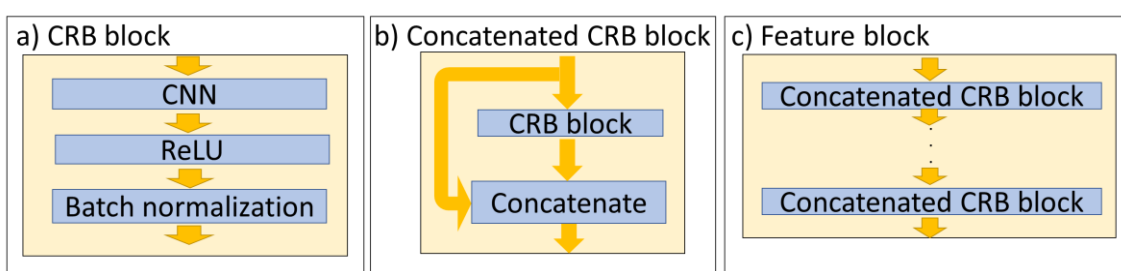 a) CRB block
CNN
ReLU
Batch normalization
b) Concatenated CRB block
CRB block
Concatenate
c) Feature block
Concatenated CRB block
.
.
.
Concatenated CRB block